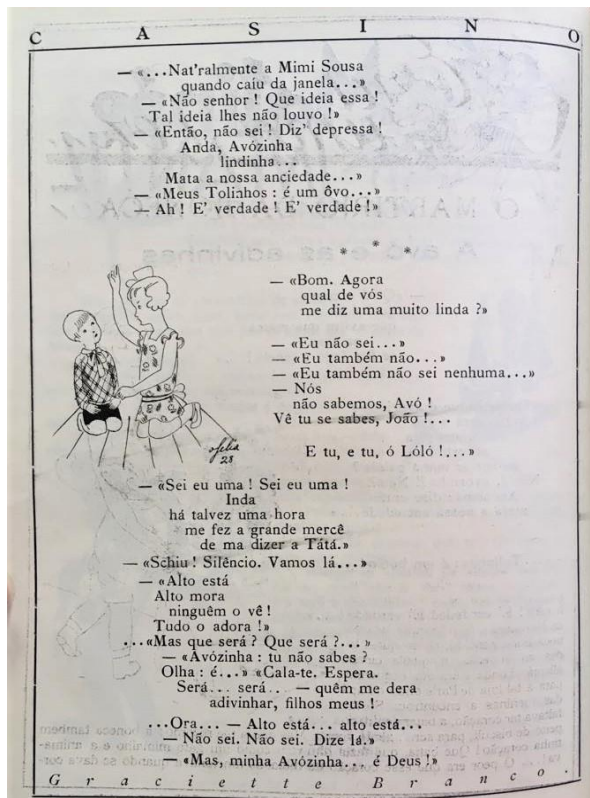 CASINO
— «...Nat'ralmente a Mimi Sousa
quando caiu da janela...»
— «Não senhor ! Que ideia essa !
Tal ideia lhes não louvo !»
— «Então, não sei ! Diz' depressa !
Anda, Avózinha
lindinha...
Mata a nossa anciedade...»
— «Meus Tolinhos : é um ôvo...»
— Ah ! E' verdade ! E' verdade !»
* * *
— «Bom. Agora
qual de vós
me diz uma muito linda ?»
— «Eu não sei...»
— «Eu também não...»
— «Eu também não sei nenhuma...»
— Nós
não sabemos, Avó !
Vê tu se sabes, João !...
E tu, e tu, ó Lóló !...»
ofelia
28
— «Sei eu uma ! Sei eu uma !
Inda
há talvez uma hora
me fez a grande mercê
de ma dizer a Tátá.»
— «Schiu ! Silêncio. Vamos lá...»
— «Alto está
Alto mora
ninguêm o vê !
Tudo o adora !»
...«Mas que será ? Que será ?...»
— «Avózinha : tu não sabes ?
Olha : é...» «Cala-te. Espera.
Será... será... — quêm me dera
adivinhar, filhos meus !
...Ora... — Alto está... alto está...
— Não sei. Não sei. Dize lá.»
— «Mas, minha Avózinha... é Deus !»
Graciette Branco.